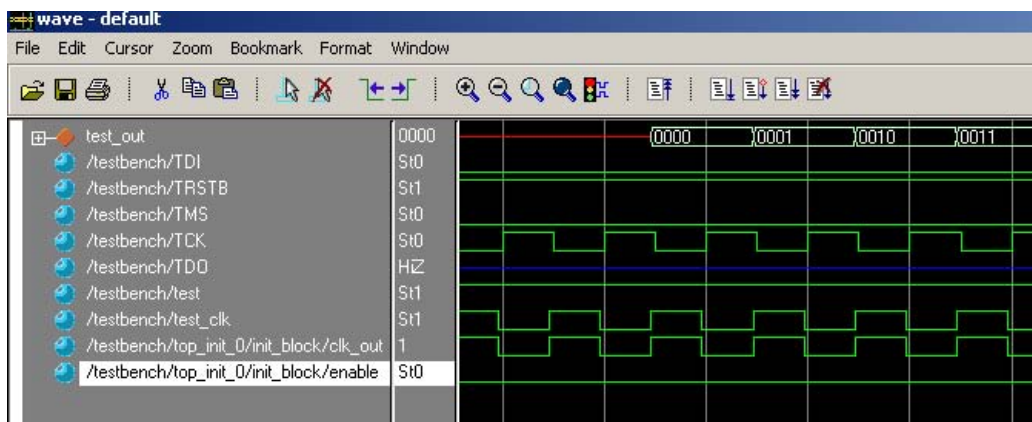 wave - default
File Edit Cursor Zoom Bookmark Format Window
test_out 0000 0000 0001 0010 0011
/testbench/TDI St0
/testbench/TRSTB St1
/testbench/TMS St0
/testbench/TCK St0
/testbench/TDO HiZ
/testbench/test St1
/testbench/test_clk St1
/testbench/top_init_0/init_block/clk_out 1
/testbench/top_init_0/init_block/enable St0